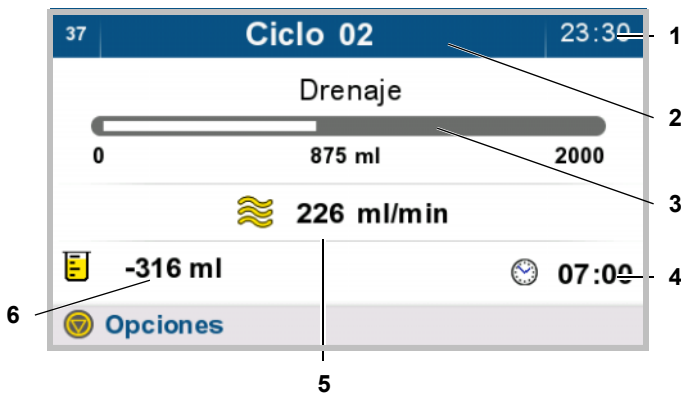 37 Ciclo 02 23:30 1
Drenaje
2
0 875 ml 2000
226 ml/min 3
-316 ml 07:00 4
6
Opciones
5